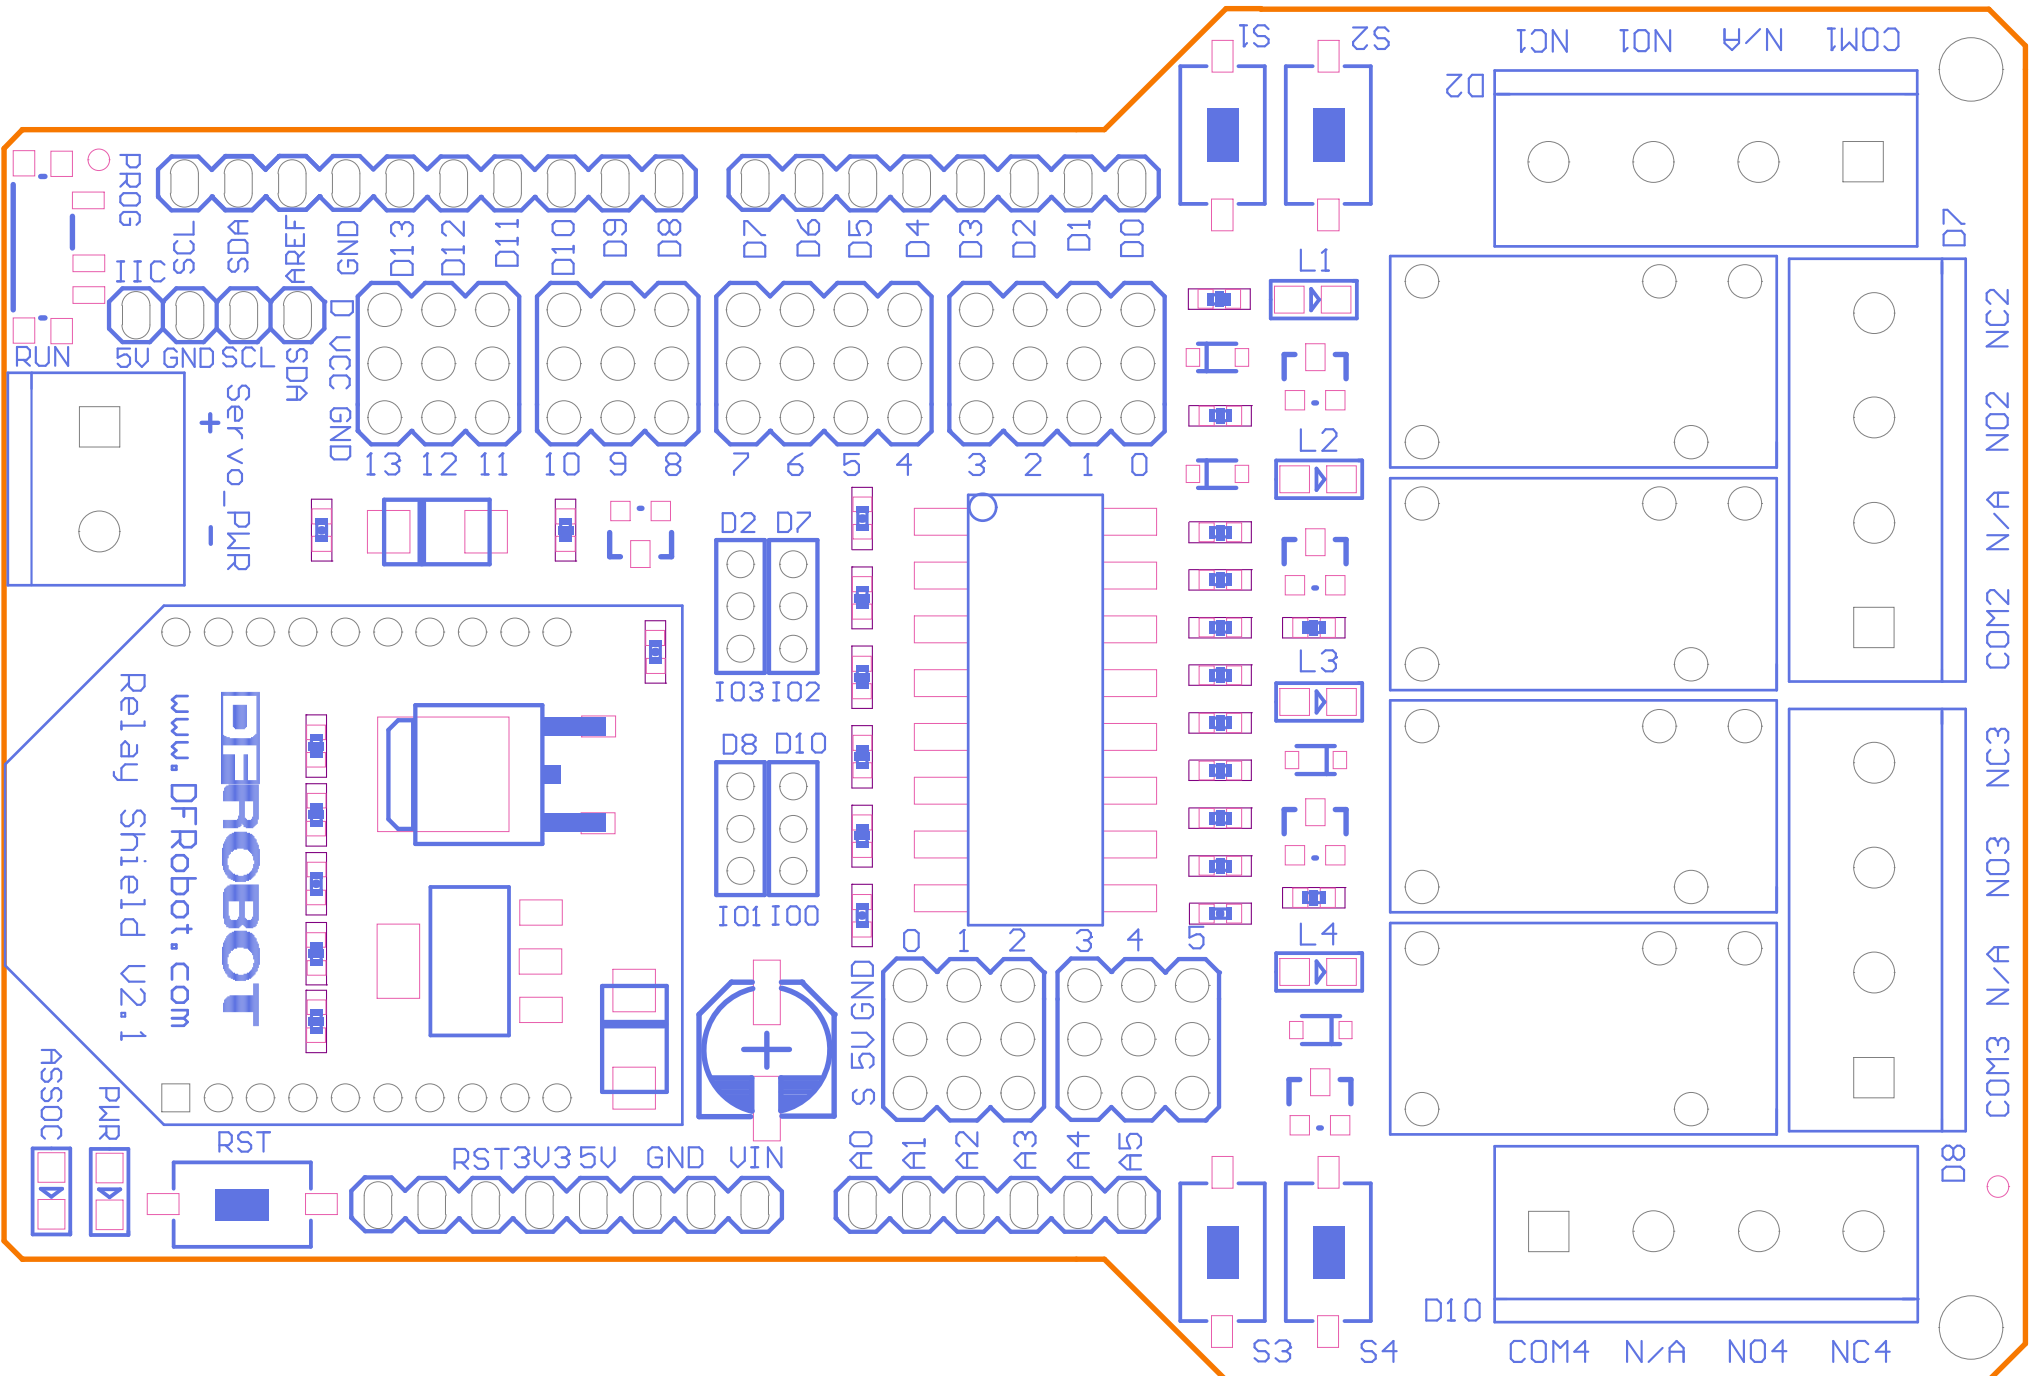 S1
S2
NC1
NO1
N/A
COM1
D2
PROG
IIC
SCL
SDA
AREF
GND
D13
D12
D11
D10
D9
D8
D7
D6
D5
D4
D3
D2
D1
D0
D7
L1
RUN
5V
GND
SCL
SDA
D VCC GND
Servo_PWR
+
-
13
12
11
10
9
8
7
6
5
4
3
2
1
0
L2
NC2
NO2
N/A
COM2
D2
D7
IO3
IO2
D8
D10
IO1
IO0
L3
L4
DFROBOT
www.DFRobot.com
Relay Shield V2.1
NC3
NO3
N/A
COM3
0
1
2
3
4
5
S 5V GND
+
ASSOC
PWR
RST
RST
3V3
5V
GND
VIN
A0
A1
A2
A3
A4
A5
D8
D10
S3
S4
COM4
N/A
NO4
NC4